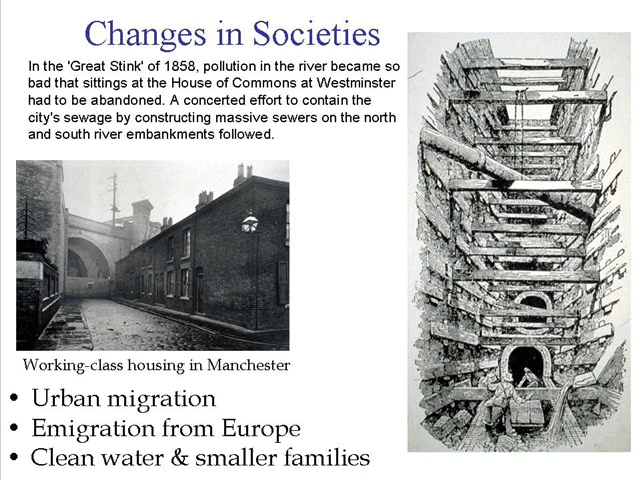 Changes in Societies
In the 'Great Stink' of 1858, pollution in the river became so
bad that sittings at the House of Commons at Westminster
had to be abandoned. A concerted effort to contain the
city's sewage by constructing massive sewers on the north
and south river embankments followed.
Working-class housing in Manchester
• Urban migration
• Emigration from Europe
• Clean water & smaller families